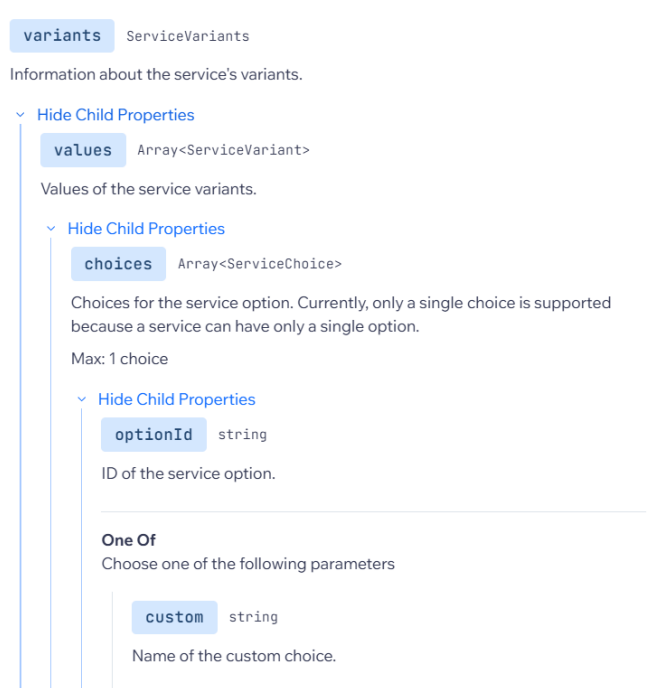 variants ServiceVariants
Information about the service's variants.
Hide Child Properties
values Array<ServiceVariant>
Values of the service variants.
Hide Child Properties
choices Array<ServiceChoice>
Choices for the service option. Currently, only a single choice is supported
because a service can have only a single option.
Max: 1 choice
Hide Child Properties
optionId string
ID of the service option.
One Of
Choose one of the following parameters
custom string
Name of the custom choice.